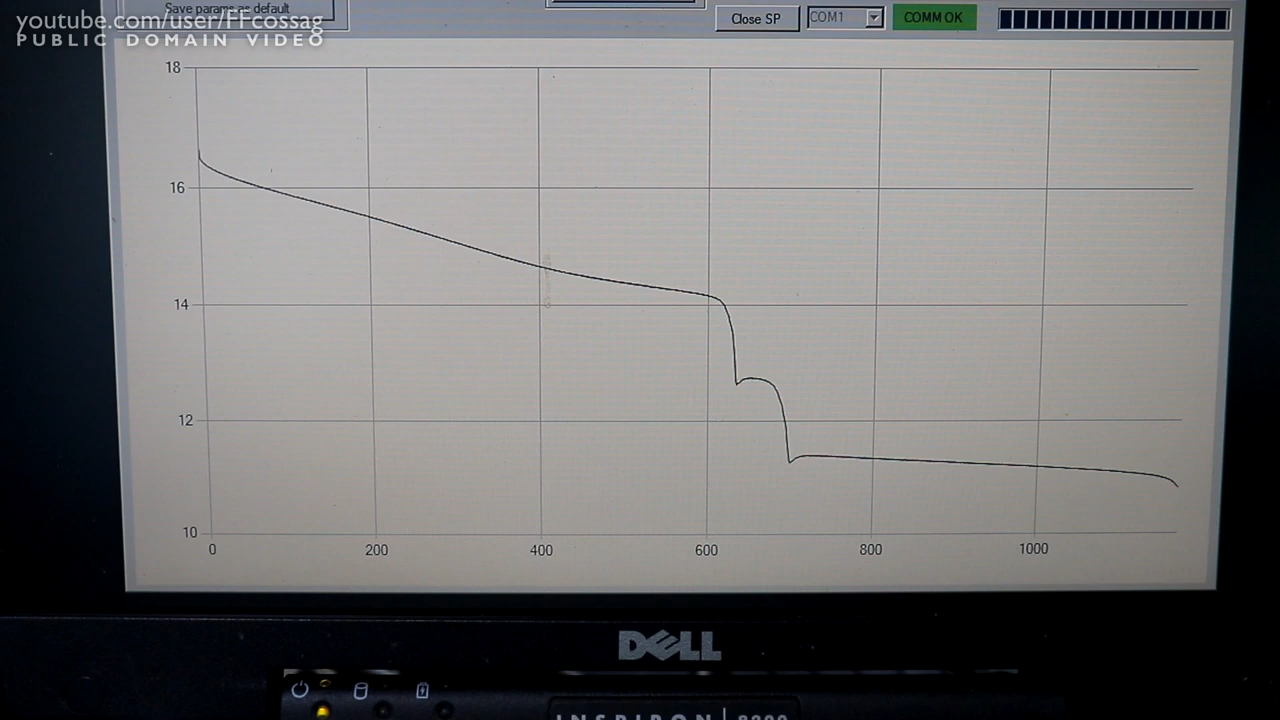 Save params as default
youtube.com/user/FFcossag
PUBLIC DOMAIN VIDEO
Close SP
COM1
COMM OK
18
16
14
12
10
0 200 400 600 800 1000
DELL
INSPIRON